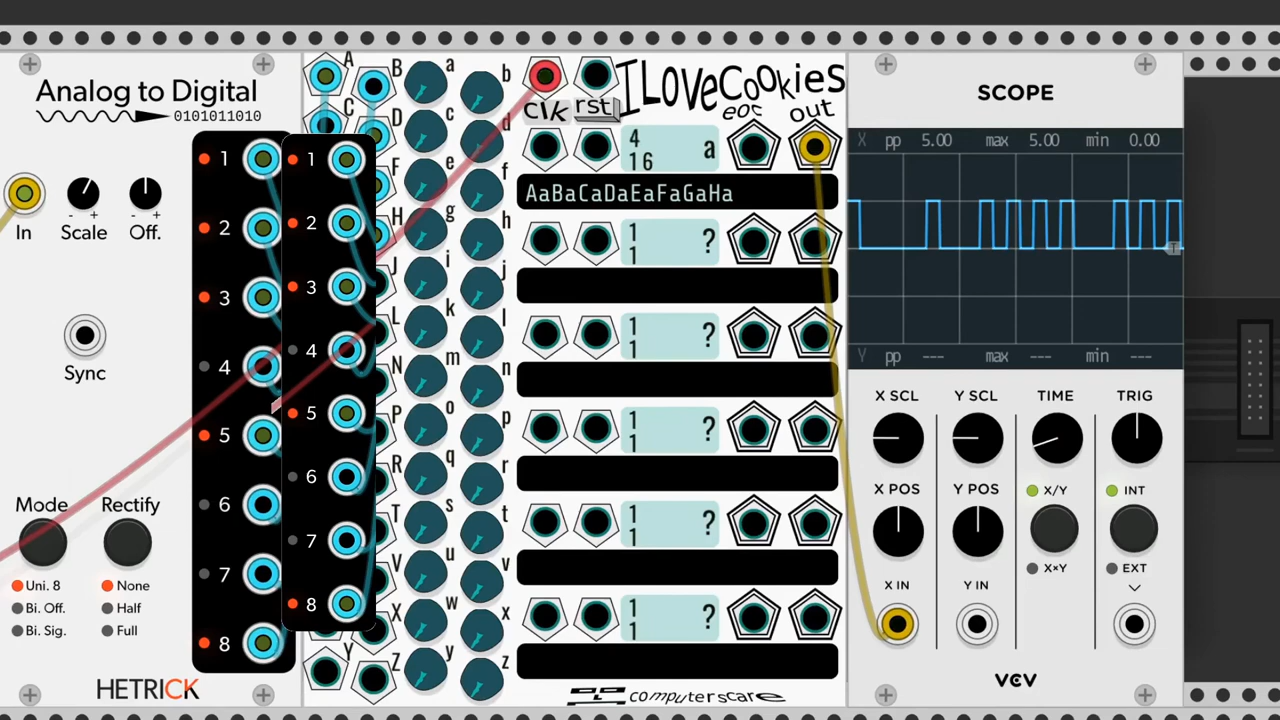 Analog to Digital
0101011010
In
Scale
- +
Off.
- +
Sync
Mode
Rectify
Uni. 8
Bi. Off.
Bi. Sig.
None
Half
Full
HETRICK
1
2
3
4
5
6
7
8
1
2
3
4
5
6
7
8
A
B
C
D
F
H
J
L
N
P
R
T
V
X
Y
Z
a
b
c
d
e
f
g
h
i
j
k
l
m
n
o
p
q
r
s
t
u
v
w
x
y
z
ILoveCookies
clk
rst
eoc
out
4
16
a
AaBaCaDaEaFaGaHa
1
1
?
1
1
?
1
1
?
1
1
?
1
1
?
computerscare
SCOPE
X pp 5.00 max 5.00 min 0.00
T
Y pp --- max --- min ---
X SCL
Y SCL
TIME
TRIG
X POS
Y POS
X/Y
X×Y
INT
EXT
X IN
Y IN
VCV